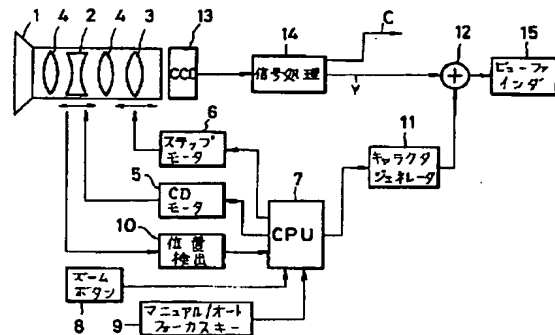 1
4
2
4
3
13
14
C
12
15
CCD
信号処理
Y
ビューファ
インダ
6
ステップ
モータ
11
キャラクタ
ジェネレータ
5
CD
モータ
7
CPU
10
位置
検出
ズーム
ボタン
8
マニュアル/オート
フォーカスキー
9